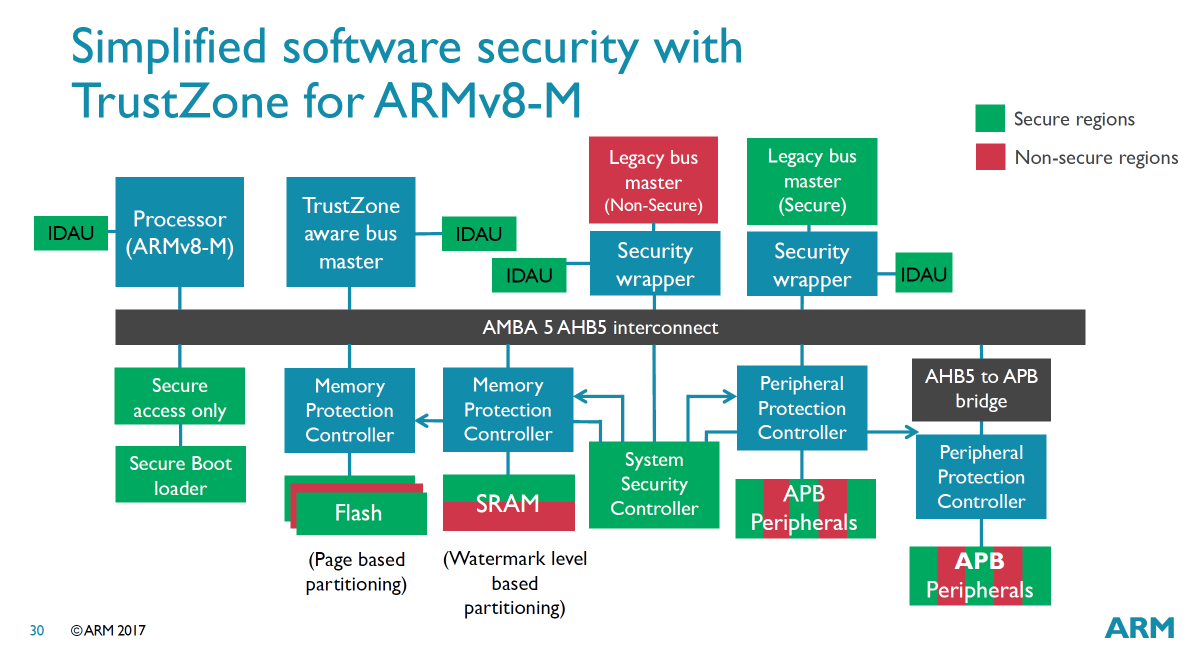 Simplified software security with
TrustZone for ARMv8-M
Secure regions
Non-secure regions
Legacy bus
master
(Non-Secure)
Legacy bus
master
(Secure)
IDAU
Processor
(ARMv8-M)
TrustZone
aware bus
master
IDAU
IDAU
Security
wrapper
Security
wrapper
IDAU
AMBA 5 AHB5 interconnect
Secure
access only
Memory
Protection
Controller
Memory
Protection
Controller
Peripheral
Protection
Controller
AHB5 to APB
bridge
Secure Boot
loader
Flash
SRAM
System
Security
Controller
APB
Peripherals
Peripheral
Protection
Controller
APB
Peripherals
(Page based
partitioning)
(Watermark level
based
partitioning)
30
©ARM 2017
ARM